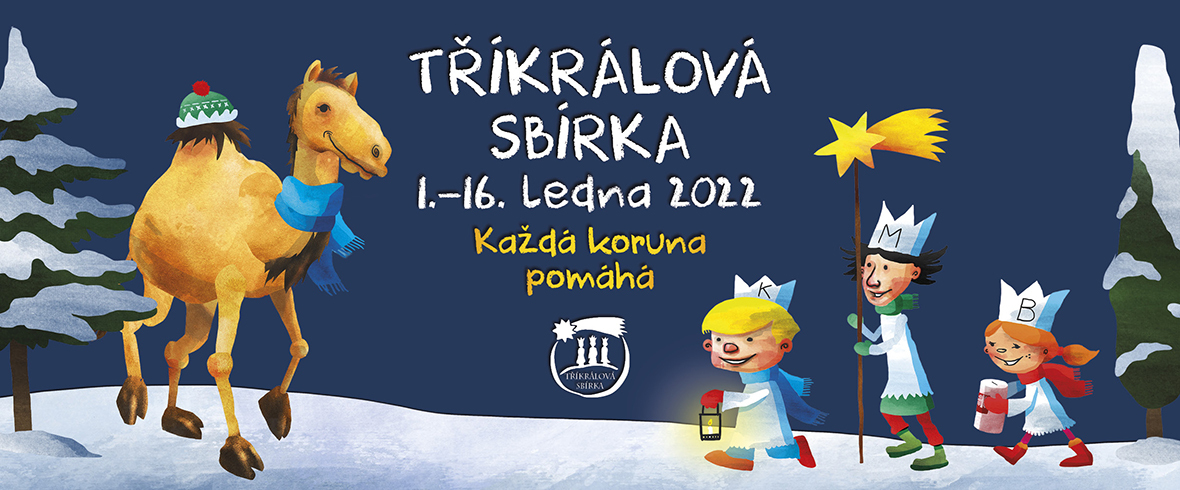 TŘÍKRÁLOVÁ
SBÍRKA
1.–16. Ledna 2022
Každá koruna
pomáhá
TŘÍKRÁLOVÁ
SBÍRKA
K
M
B